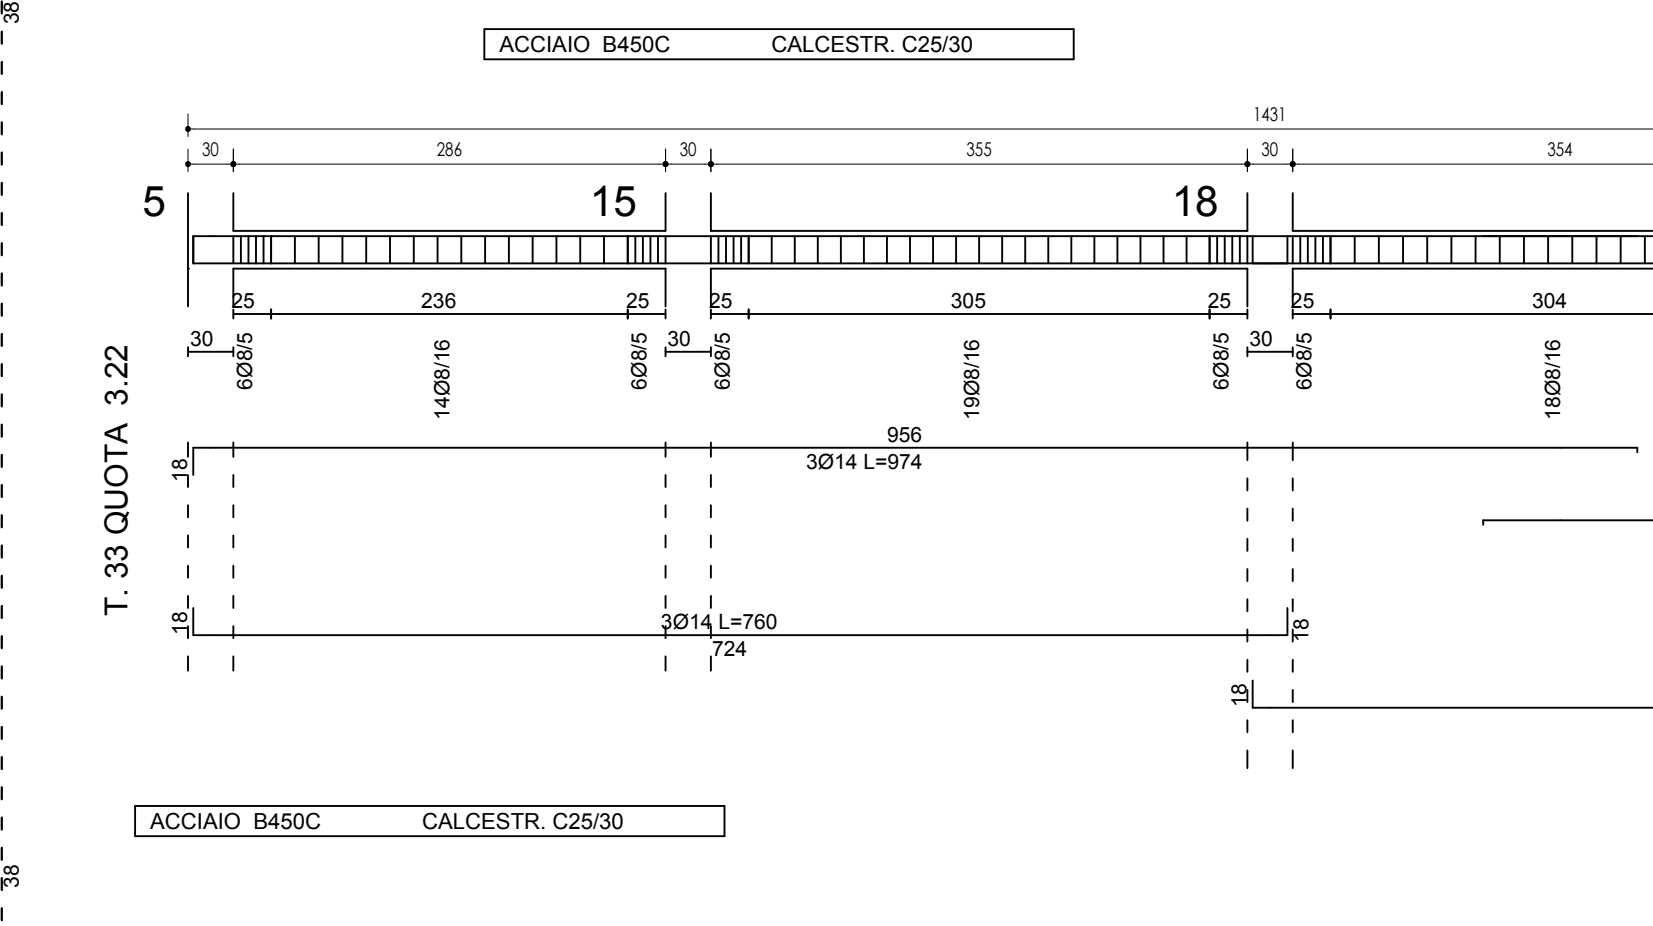 38
ACCIAIO B450C CALCESTR. C25/30
1431
30 286 30 355 30 354
5 15 18
25 236 25 25 305 25 25 304
30 30 30
6Ø8/5 14Ø8/16 6Ø8/5 6Ø8/5 19Ø8/16 6Ø8/5 6Ø8/5 18Ø8/16
T. 33 QUOTA 3.22
956
18
3Ø14 L=974
18 3Ø14 L=760 18
724
18
ACCIAIO B450C CALCESTR. C25/30
38